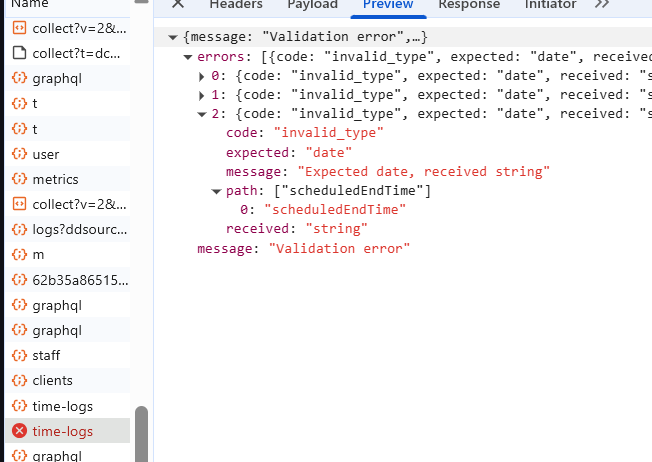 Name
Headers Payload Preview Response Initiator
collect?v=2&...
collect?t=dc...
graphql
t
t
user
metrics
collect?v=2&...
logs?ddsourc...
m
62b35a86515...
graphql
graphql
staff
clients
time-logs
time-logs
graphql
{message: "Validation error",…}
errors: [{code: "invalid_type", expected: "date", received
0: {code: "invalid_type", expected: "date", received: "s
1: {code: "invalid_type", expected: "date", received: "s
2: {code: "invalid_type", expected: "date", received: "s
code: "invalid_type"
expected: "date"
message: "Expected date, received string"
path: ["scheduledEndTime"]
0: "scheduledEndTime"
received: "string"
message: "Validation error"